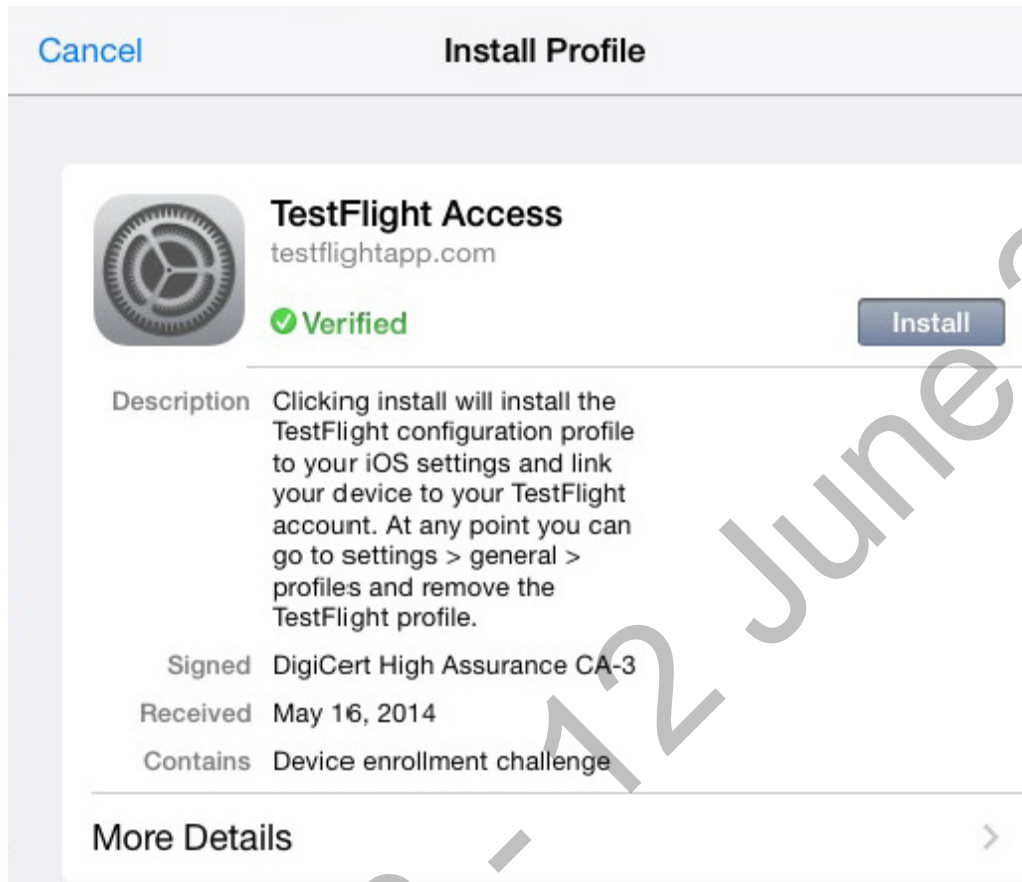 Cancel Install Profile
TestFlight Access
testflightapp.com
Verified
Install
Description Clicking install will install the
TestFlight configuration profile
to your iOS settings and link
your device to your TestFlight
account. At any point you can
go to settings > general >
profiles and remove the
TestFlight profile.
Signed DigiCert High Assurance CA-3
Received May 16, 2014
Contains Device enrollment challenge
More Details
- 12 June